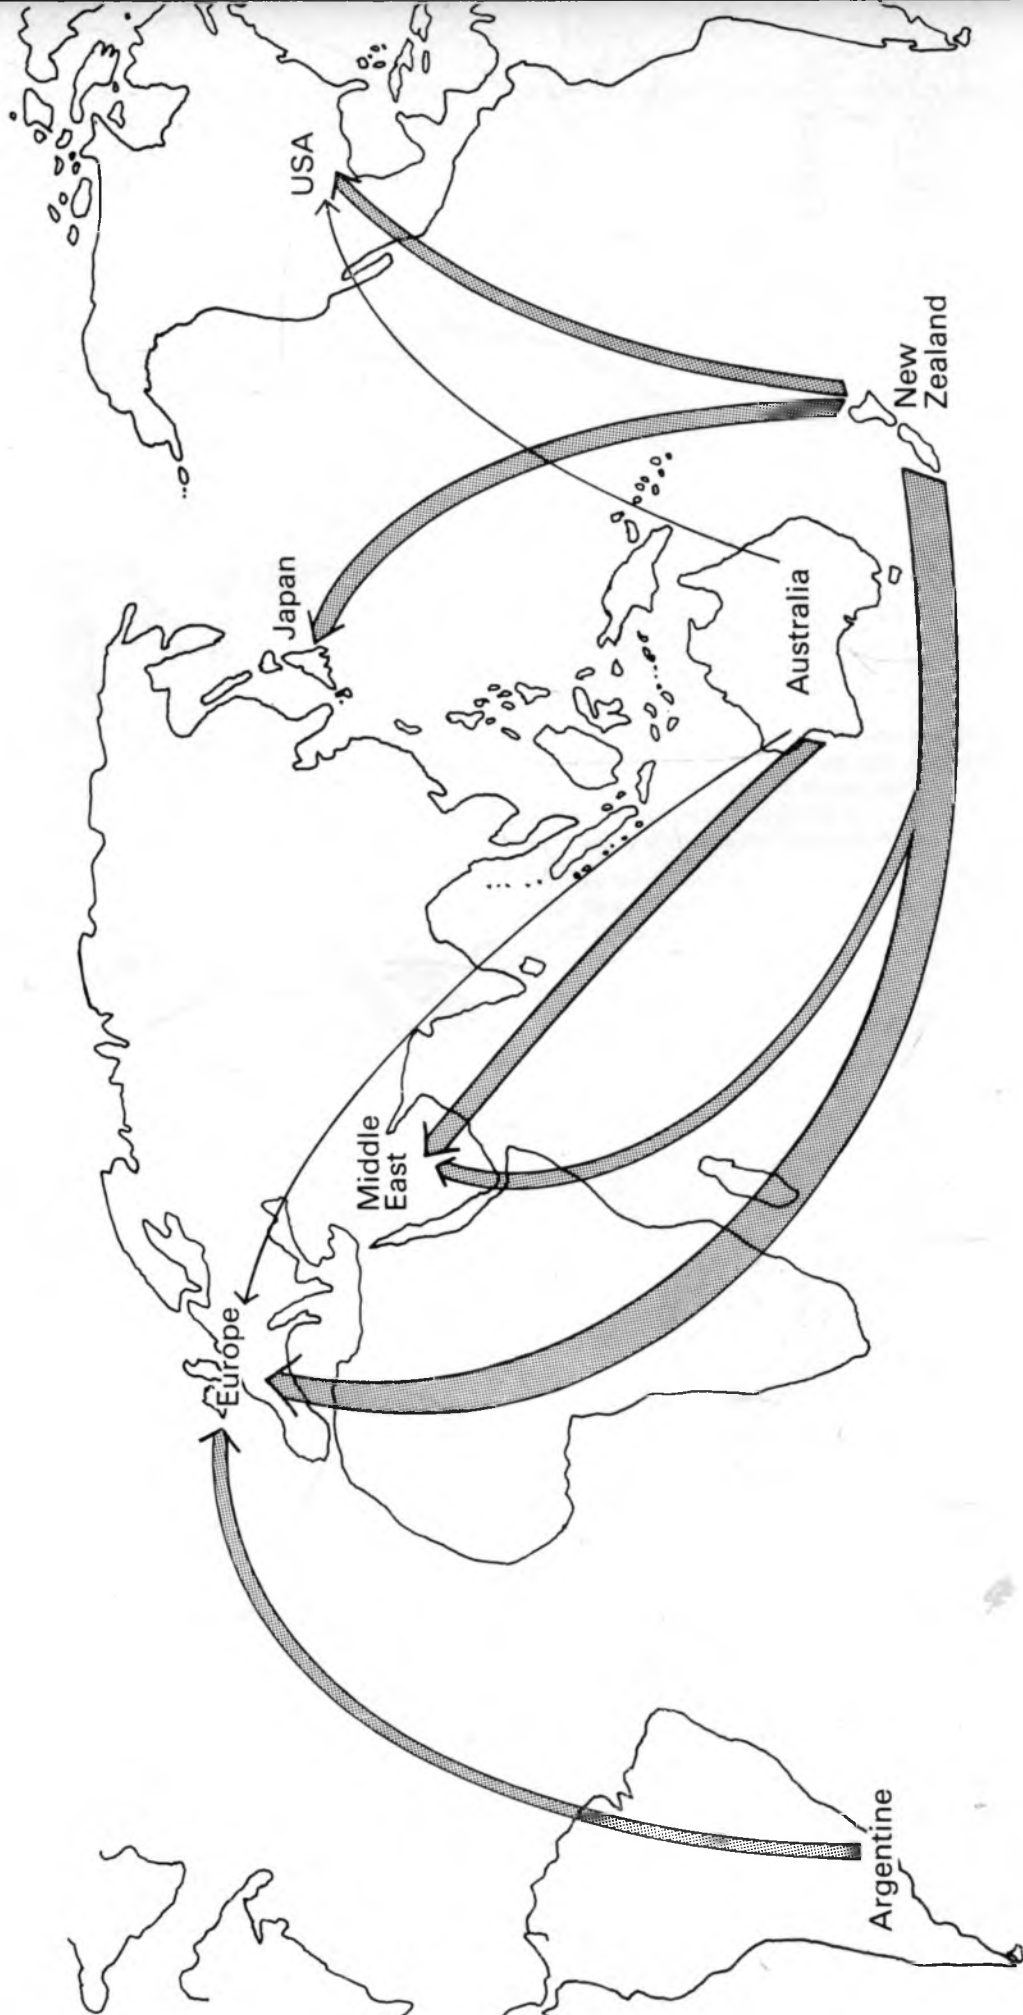 Argentine
Europe
Middle
East
Australia
Japan
New
Zealand
USA